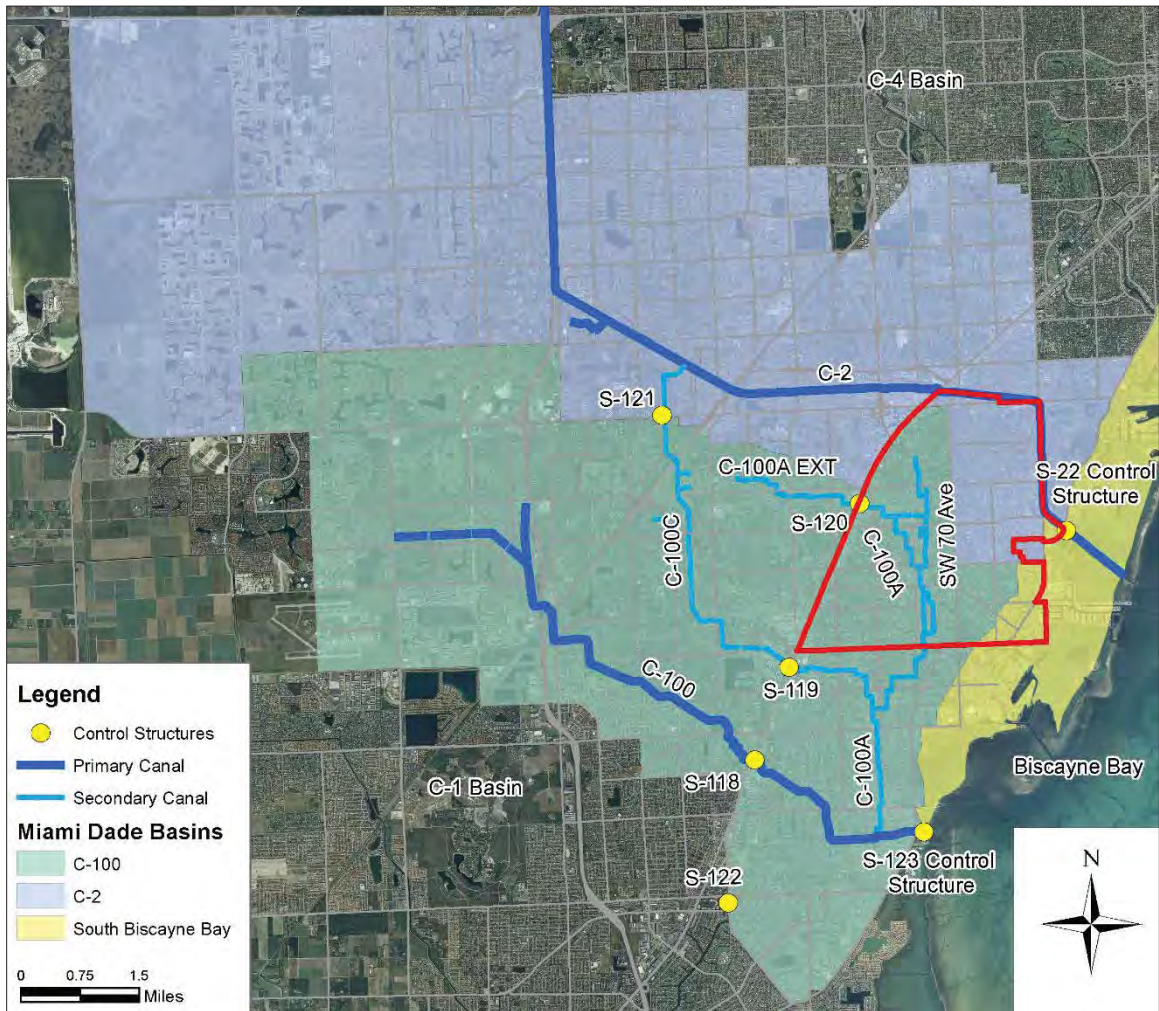 C-4 Basin
C-2
S-121
C-100A EXT
S-22 Control
Structure
S-120
C-100A
SW 70 Ave
C-100C
S-119
C-100
S-118
C-100A
Biscayne Bay
C-1 Basin
S-123 Control
Structure
S-122
Legend
Control Structures
Primary Canal
Secondary Canal
Miami Dade Basins
C-100
C-2
South Biscayne Bay
0 0.75 1.5
Miles
N